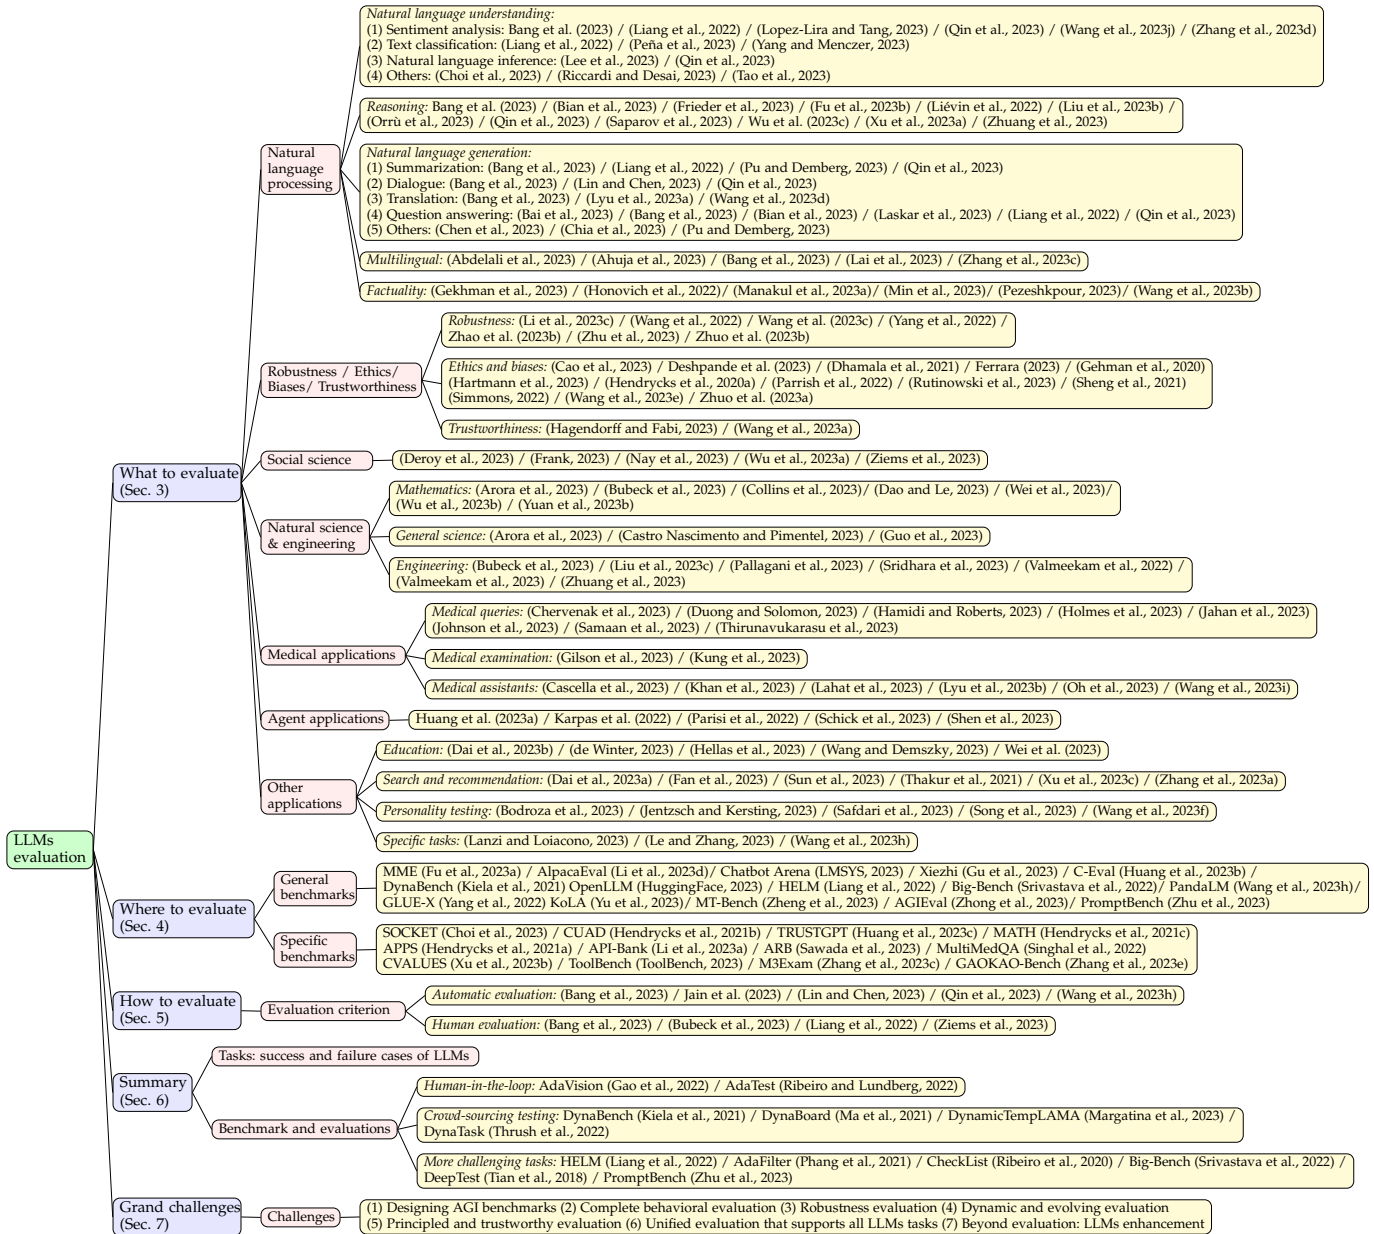 LLMs
evaluation
What to evaluate
(Sec. 3)
Natural
language
processing
Natural language understanding:
(1) Sentiment analysis: Bang et al. (2023) / (Liang et al., 2022) / (Lopez-Lira and Tang, 2023) / (Qin et al., 2023) / (Wang et al., 2023j) / (Zhang et al., 2023d)
(2) Text classification: (Liang et al., 2022) / (Peña et al., 2023) / (Yang and Menczer, 2023)
(3) Natural language inference: (Lee et al., 2023) / (Qin et al., 2023)
(4) Others: (Choi et al., 2023) / (Riccardi and Desai, 2023) / (Tao et al., 2023)
Reasoning: Bang et al. (2023) / (Bian et al., 2023) / (Frieder et al., 2023) / (Fu et al., 2023b) / (Liévin et al., 2022) / (Liu et al., 2023b) /
(Orrù et al., 2023) / (Qin et al., 2023) / (Saparov et al., 2023) / Wu et al. (2023c) / (Xu et al., 2023a) / (Zhuang et al., 2023)
Natural language generation:
(1) Summarization: (Bang et al., 2023) / (Liang et al., 2022) / (Pu and Demberg, 2023) / (Qin et al., 2023)
(2) Dialogue: (Bang et al., 2023) / (Lin and Chen, 2023) / (Qin et al., 2023)
(3) Translation: (Bang et al., 2023) / (Lyu et al., 2023a) / (Wang et al., 2023d)
(4) Question answering: (Bai et al., 2023) / (Bang et al., 2023) / (Bian et al., 2023) / (Laskar et al., 2023) / (Liang et al., 2022) / (Qin et al., 2023)
(5) Others: (Chen et al., 2023) / (Chia et al., 2023) / (Pu and Demberg, 2023)
Multilingual: (Abdelali et al., 2023) / (Ahuja et al., 2023) / (Bang et al., 2023) / (Lai et al., 2023) / (Zhang et al., 2023c)
Factuality: (Gekhman et al., 2023) / (Honovich et al., 2022)/ (Manakul et al., 2023a)/ (Min et al., 2023)/ (Pezeshkpour, 2023)/ (Wang et al., 2023b)
Robustness / Ethics/
Biases/ Trustworthiness
Robustness: (Li et al., 2023c) / (Wang et al., 2022) / Wang et al. (2023c) / (Yang et al., 2022) /
Zhao et al. (2023b) / (Zhu et al., 2023) / Zhuo et al. (2023b)
Ethics and biases: (Cao et al., 2023) / Deshpande et al. (2023) / (Dhamala et al., 2021) / Ferrara (2023) / (Gehman et al., 2020)
(Hartmann et al., 2023) / (Hendrycks et al., 2020a) / (Parrish et al., 2022) / (Rutinowski et al., 2023) / (Sheng et al., 2021)
(Simmons, 2022) / (Wang et al., 2023e) / Zhuo et al. (2023a)
Trustworthiness: (Hagendorff and Fabi, 2023) / (Wang et al., 2023a)
Social science
(Deroy et al., 2023) / (Frank, 2023) / (Nay et al., 2023) / (Wu et al., 2023a) / (Ziems et al., 2023)
Natural science
& engineering
Mathematics: (Arora et al., 2023) / (Bubeck et al., 2023) / (Collins et al., 2023)/ (Dao and Le, 2023) / (Wei et al., 2023)/
(Wu et al., 2023b) / (Yuan et al., 2023b)
General science: (Arora et al., 2023) / (Castro Nascimento and Pimentel, 2023) / (Guo et al., 2023)
Engineering: (Bubeck et al., 2023) / (Liu et al., 2023c) / (Pallagani et al., 2023) / (Sridhara et al., 2023) / (Valmeekam et al., 2022) /
(Valmeekam et al., 2023) / (Zhuang et al., 2023)
Medical applications
Medical queries: (Chervenak et al., 2023) / (Duong and Solomon, 2023) / (Hamidi and Roberts, 2023) / (Holmes et al., 2023) / (Jahan et al., 2023)
(Johnson et al., 2023) / (Samaan et al., 2023) / (Thirunavukarasu et al., 2023)
Medical examination: (Gilson et al., 2023) / (Kung et al., 2023)
Medical assistants: (Cascella et al., 2023) / (Khan et al., 2023) / (Lahat et al., 2023) / (Lyu et al., 2023b) / (Oh et al., 2023) / (Wang et al., 2023i)
Agent applications
Huang et al. (2023a) / Karpas et al. (2022) / (Parisi et al., 2022) / (Schick et al., 2023) / (Shen et al., 2023)
Other
applications
Education: (Dai et al., 2023b) / (de Winter, 2023) / (Hellas et al., 2023) / (Wang and Demszky, 2023) / Wei et al. (2023)
Search and recommendation: (Dai et al., 2023a) / (Fan et al., 2023) / (Sun et al., 2023) / (Thakur et al., 2021) / (Xu et al., 2023c) / (Zhang et al., 2023a)
Personality testing: (Bodroza et al., 2023) / (Jentzsch and Kersting, 2023) / (Safdari et al., 2023) / (Song et al., 2023) / (Wang et al., 2023f)
Specific tasks: (Lanzi and Loiacono, 2023) / (Le and Zhang, 2023) / (Wang et al., 2023h)
Where to evaluate
(Sec. 4)
General
benchmarks
MME (Fu et al., 2023a) / AlpacaEval (Li et al., 2023d)/ Chatbot Arena (LMSYS, 2023) / Xiezhi (Gu et al., 2023) / C-Eval (Huang et al., 2023b) /
DynaBench (Kiela et al., 2021) OpenLLM (HuggingFace, 2023) / HELM (Liang et al., 2022) / Big-Bench (Srivastava et al., 2022)/ PandaLM (Wang et al., 2023h)/
GLUE-X (Yang et al., 2022) KoLA (Yu et al., 2023)/ MT-Bench (Zheng et al., 2023) / AGIEval (Zhong et al., 2023)/ PromptBench (Zhu et al., 2023)
Specific
benchmarks
SOCKET (Choi et al., 2023) / CUAD (Hendrycks et al., 2021b) / TRUSTGPT (Huang et al., 2023c) / MATH (Hendrycks et al., 2021c)
APPS (Hendrycks et al., 2021a) / API-Bank (Li et al., 2023a) / ARB (Sawada et al., 2023) / MultiMedQA (Singhal et al., 2022)
CVALUES (Xu et al., 2023b) / ToolBench (ToolBench, 2023) / M3Exam (Zhang et al., 2023c) / GAOKAO-Bench (Zhang et al., 2023e)
How to evaluate
(Sec. 5)
Evaluation criterion
Automatic evaluation: (Bang et al., 2023) / Jain et al. (2023) / (Lin and Chen, 2023) / (Qin et al., 2023) / (Wang et al., 2023h)
Human evaluation: (Bang et al., 2023) / (Bubeck et al., 2023) / (Liang et al., 2022) / (Ziems et al., 2023)
Summary
(Sec. 6)
Tasks: success and failure cases of LLMs
Benchmark and evaluations
Human-in-the-loop: AdaVision (Gao et al., 2022) / AdaTest (Ribeiro and Lundberg, 2022)
Crowd-sourcing testing: DynaBench (Kiela et al., 2021) / DynaBoard (Ma et al., 2021) / DynamicTempLAMA (Margatina et al., 2023) /
DynaTask (Thrush et al., 2022)
More challenging tasks: HELM (Liang et al., 2022) / AdaFilter (Phang et al., 2021) / CheckList (Ribeiro et al., 2020) / Big-Bench (Srivastava et al., 2022) /
DeepTest (Tian et al., 2018) / PromptBench (Zhu et al., 2023)
Grand challenges
(Sec. 7)
Challenges
(1) Designing AGI benchmarks (2) Complete behavioral evaluation (3) Robustness evaluation (4) Dynamic and evolving evaluation
(5) Principled and trustworthy evaluation (6) Unified evaluation that supports all LLMs tasks (7) Beyond evaluation: LLMs enhancement